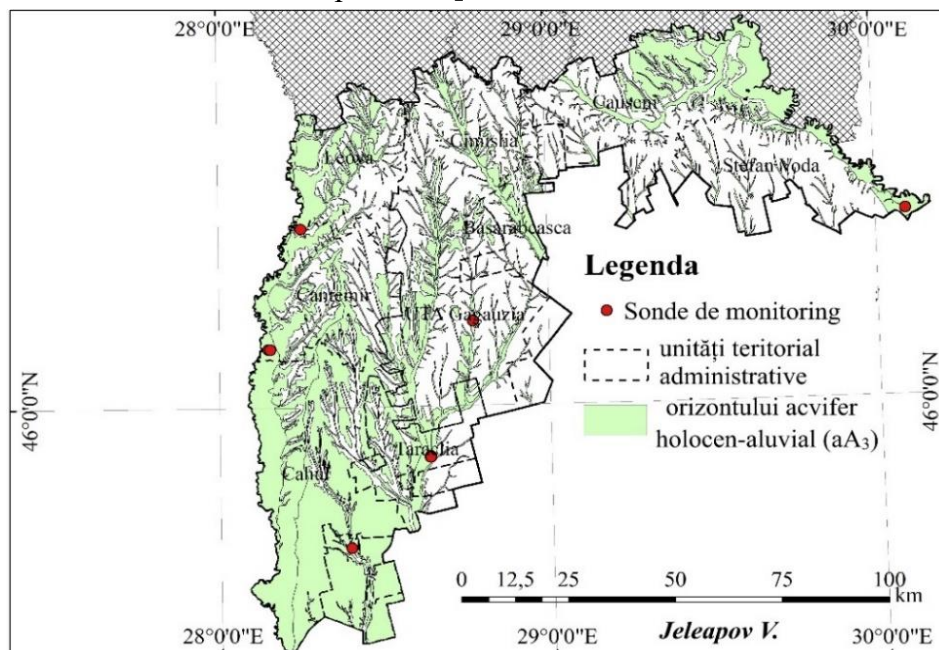 28°0'0"E 29°0'0"E 30°0'0"E
Causeni
Leova Cimislia
Stefan Voda
Basarabeasca
Legenda
Cantemir
Sonde de monitoring
UTA Gagauzia
unități teritorial
administrative
46°0'0"N 46°0'0"N
orizontului acvifer
holocen-aluvial (aA₃)
Taraclia
Cahul
0 12,5 25 50 75 100
km
28°0'0"E 29°0'0"E 30°0'0"E
Jeleapov V.